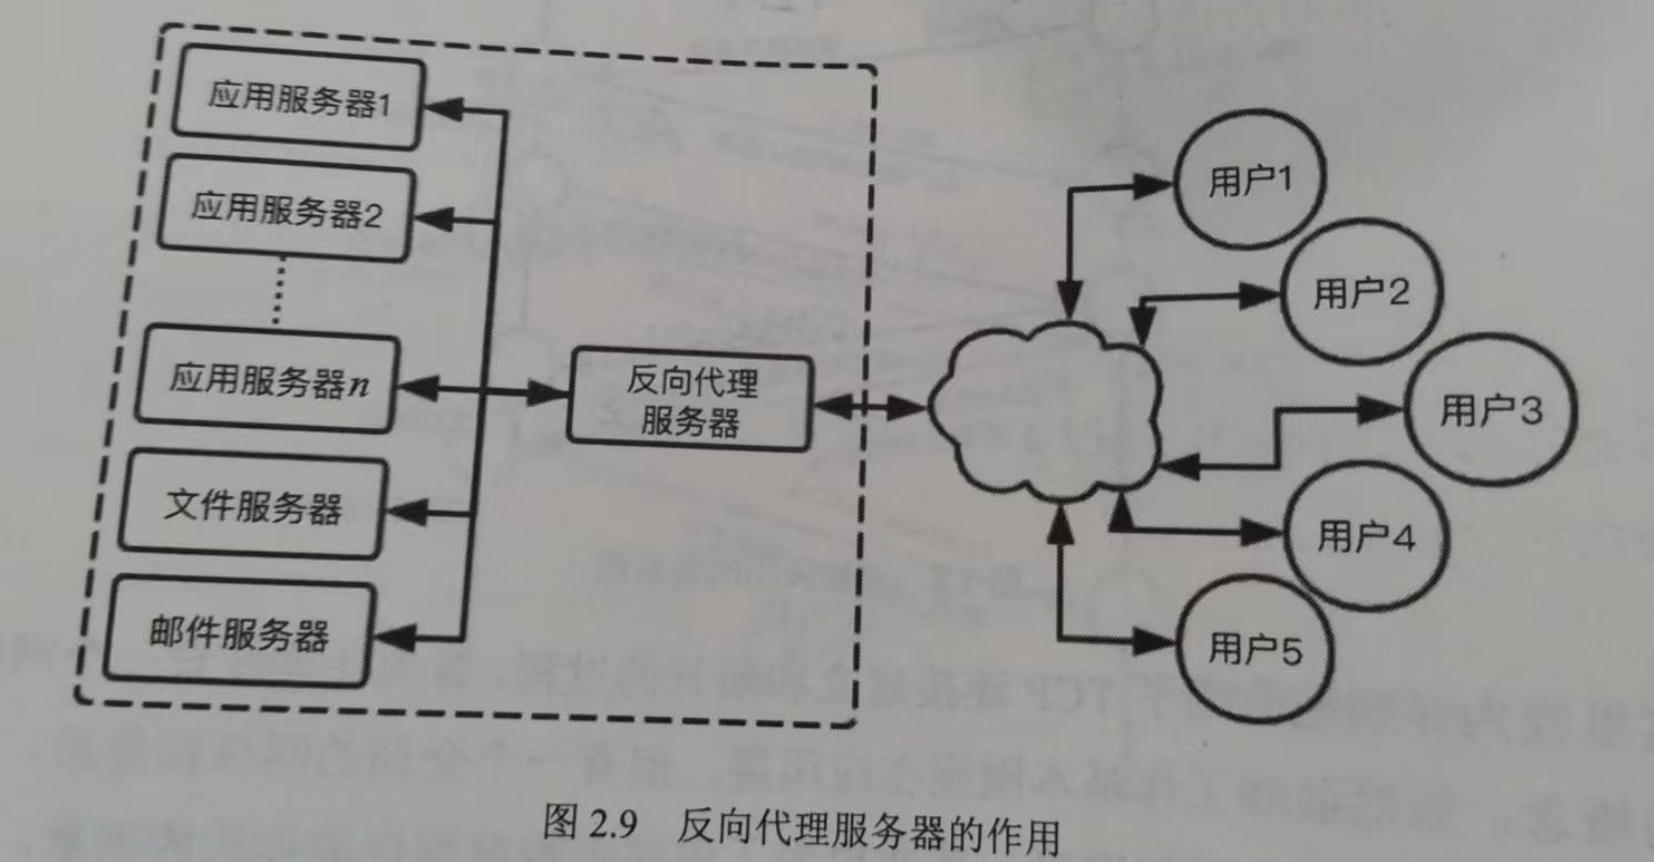 应用服务器1
应用服务器2
应用服务器n
文件服务器
邮件服务器
反向代理
服务器
用户1
用户2
用户3
用户4
用户5
图 2.9 反向代理服务器的作用